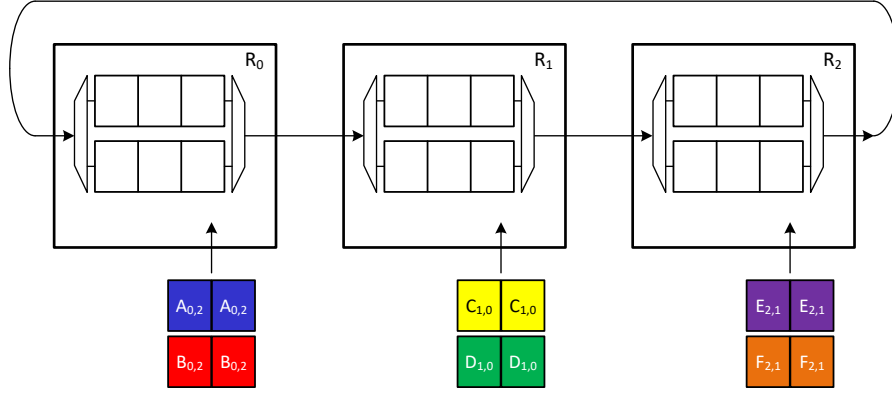 R0 R1 R2
A0,2 A0,2 C1,0 C1,0 E2,1 E2,1
B0,2 B0,2 D1,0 D1,0 F2,1 F2,1